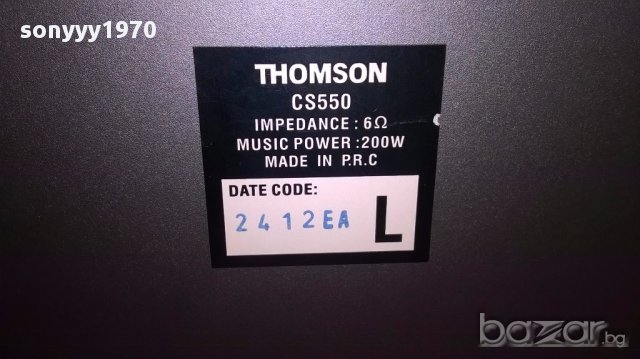 sonyyy1970
THOMSON
CS550
IMPEDANCE : 6Ω
MUSIC POWER :200W
MADE IN P.R.C
DATE CODE:
2412EA
L
bazar.bg